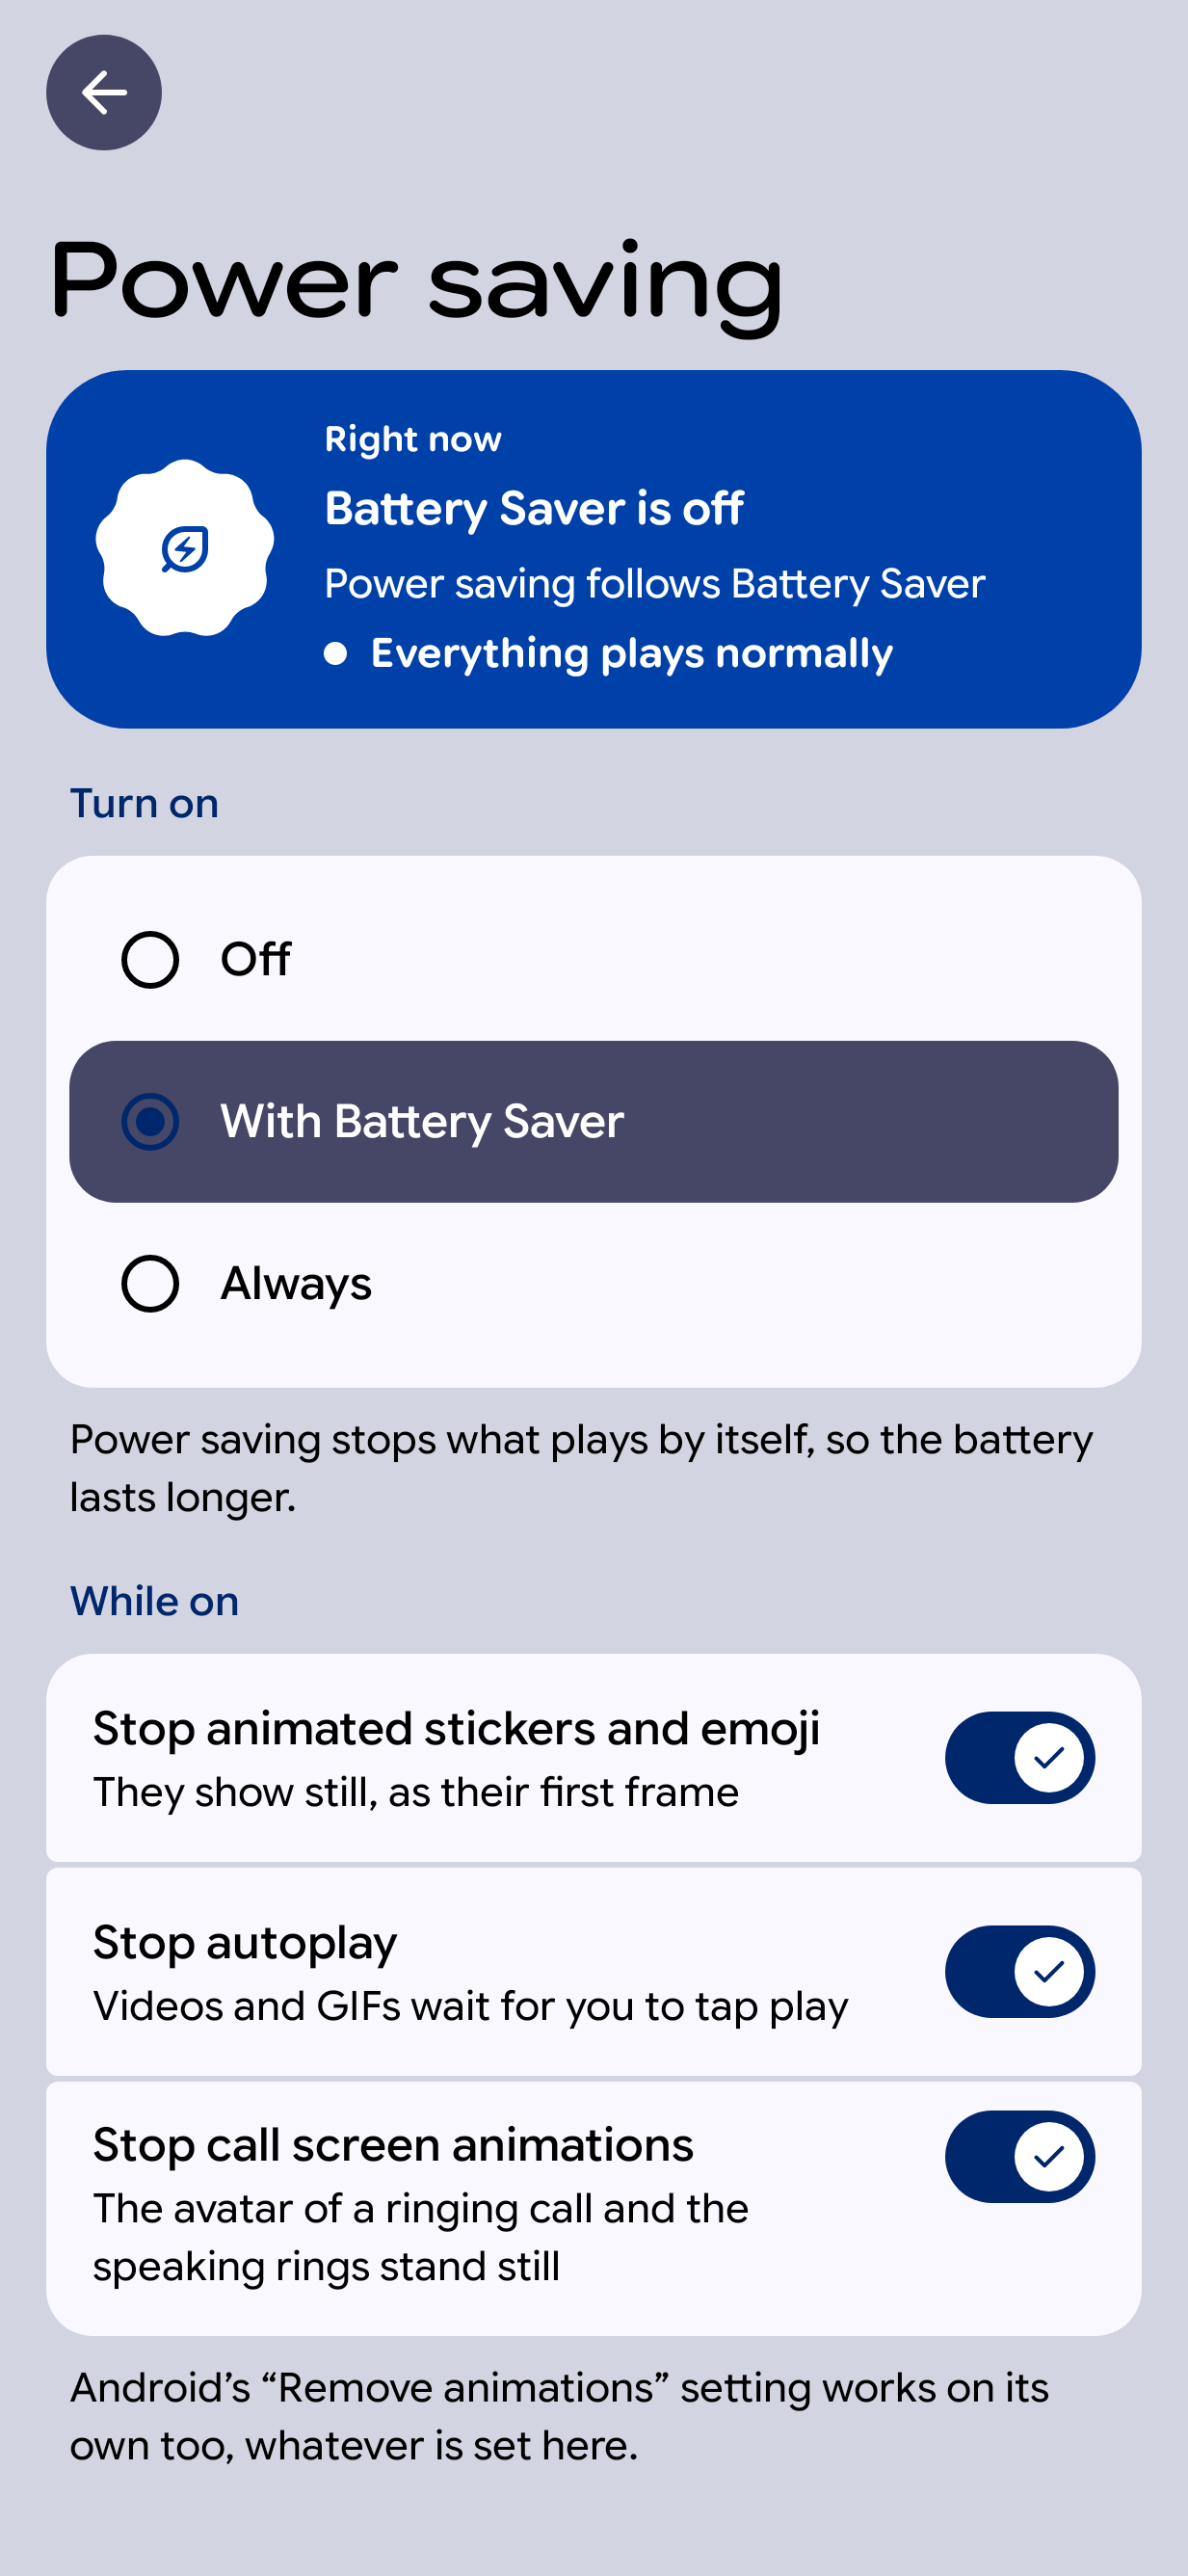 Power saving
Right now
Battery Saver is off
Power saving follows Battery Saver
Everything plays normally
Turn on
Off
With Battery Saver
Always
Power saving stops what plays by itself, so the battery
lasts longer.
While on
Stop animated stickers and emoji
They show still, as their first frame
Stop autoplay
Videos and GIFs wait for you to tap play
Stop call screen animations
The avatar of a ringing call and the
speaking rings stand still
Android’s “Remove animations” setting works on its
own too, whatever is set here.